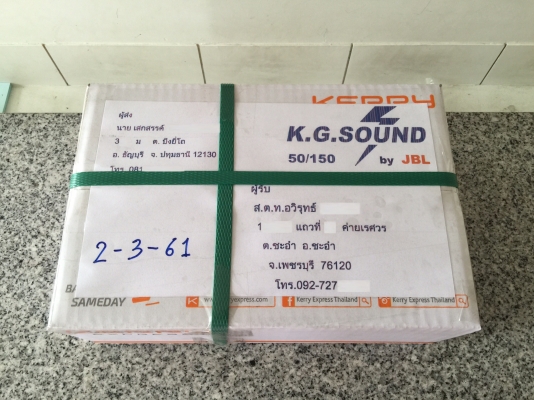 KERRY
ผู้ส่ง
นาย เศกสรรค์
3 ม ต. บึงยี่โถ
อ. ธัญบุรี จ. ปทุมธานี 12130
โทร. 081
K.G.SOUND
50/150 by JBL
ผู้รับ
ส.ต.ท.อวิรุทธ์
1 แถวที่ ค่ายเรศวร
ต.ชะอำ อ.ชะอำ
จ.เพชรบุรี 76120
โทร.092-727
2-3-61
SAMEDAY
Kerry Express Thailand
Kerry Express Thailand